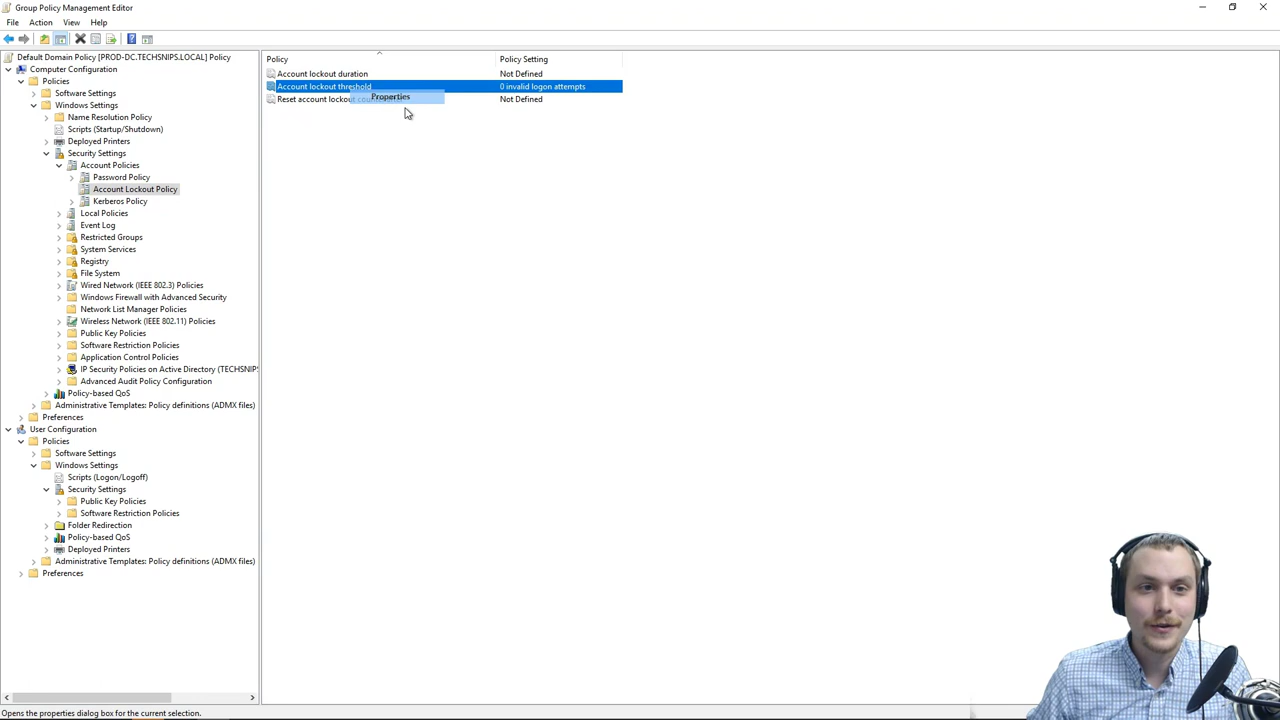 Group Policy Management Editor
File Action View Help
Default Domain Policy [PROD-DC.TECHSNIPS.LOCAL] Policy
Computer Configuration
Policies
Software Settings
Windows Settings
Name Resolution Policy
Scripts (Startup/Shutdown)
Deployed Printers
Security Settings
Account Policies
Password Policy
Account Lockout Policy
Kerberos Policy
Local Policies
Event Log
Restricted Groups
System Services
Registry
File System
Wired Network (IEEE 802.3) Policies
Windows Firewall with Advanced Security
Network List Manager Policies
Wireless Network (IEEE 802.11) Policies
Public Key Policies
Software Restriction Policies
Application Control Policies
IP Security Policies on Active Directory (TECHSNIP
Advanced Audit Policy Configuration
Policy-based QoS
Administrative Templates: Policy definitions (ADMX files)
Preferences
User Configuration
Policies
Software Settings
Windows Settings
Scripts (Logon/Logoff)
Security Settings
Public Key Policies
Software Restriction Policies
Folder Redirection
Policy-based QoS
Deployed Printers
Administrative Templates: Policy definitions (ADMX files)
Preferences
Policy Policy Setting
Account lockout duration Not Defined
Account lockout threshold 0 invalid logon attempts
Properties
Reset account lockout Not Defined
Opens the properties dialog box for the current selection.